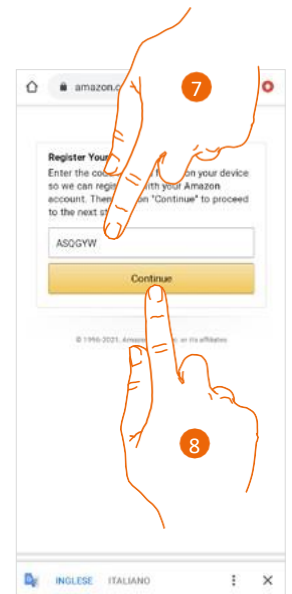 amazon.c
7
Register Your
Enter the co on your device
so we can regi with your Amazon
account. Then on "Continue" to proceed
to the next st
ASQGYW
Continue
© 1996-2021, Amazon or its affiliates
8
INGLESE ITALIANO